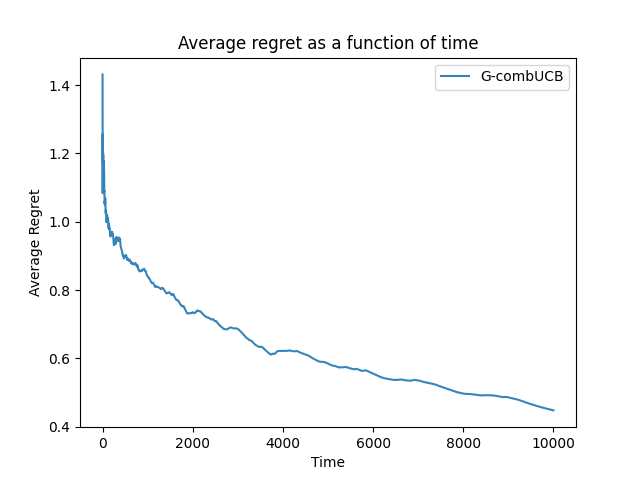 Average regret as a function of time
G-combUCB
1.4
1.2
1.0
0.8
0.6
0.4
Average Regret
0 2000 4000 6000 8000 10000
Time